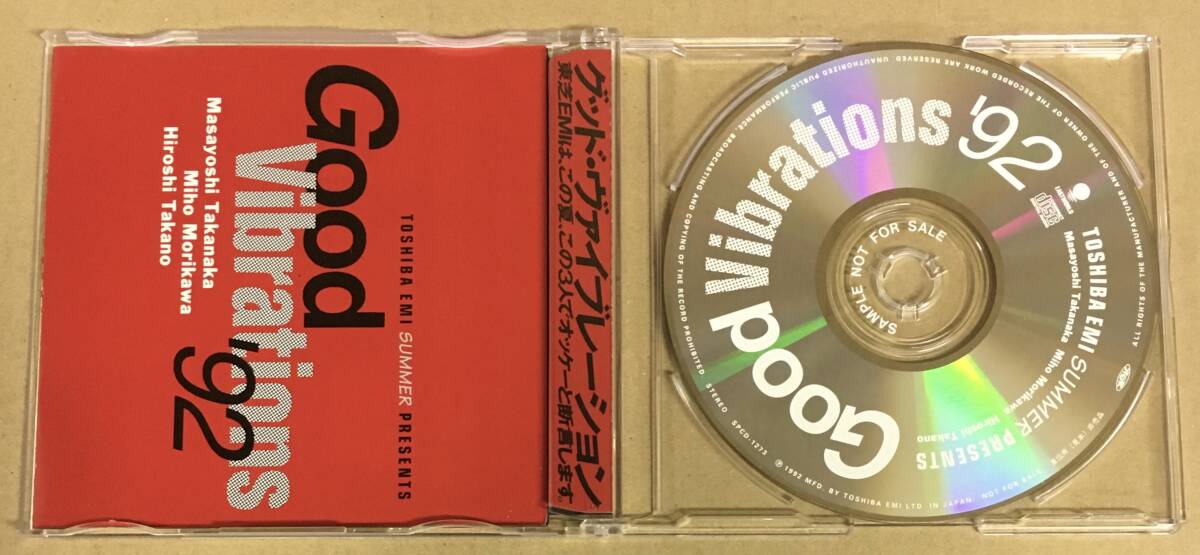 TOSHIBA EMI SUMMER PRESENTS
Good
Vibrations
'92
Masayoshi Takanaka
Miho Morikawa
Hiroshi Takano
グッド・ヴァイブレーション
東芝EMIは、この夏、この3人でオッケーと断言します。
Good Vibrations '92
TOSHIBA EMI SUMMER PRESENTS
Masayoshi Takanaka Miho Morikawa Hiroshi Takano
SAMPLE NOT FOR SALE
ALL RIGHTS OF THE MANUFACTURER AND OF THE OWNER OF THE RECORDED WORK ARE RESERVED. UNAUTHORIZED PUBLIC PERFORMANCE, BROADCASTING AND COPYING OF THE RECORD PROHIBITED
STEREO
SPCD-1273
Ⓟ 1992 MFD. BY TOSHIBA EMI LTD. IN JAPAN. NOT FOR SALE